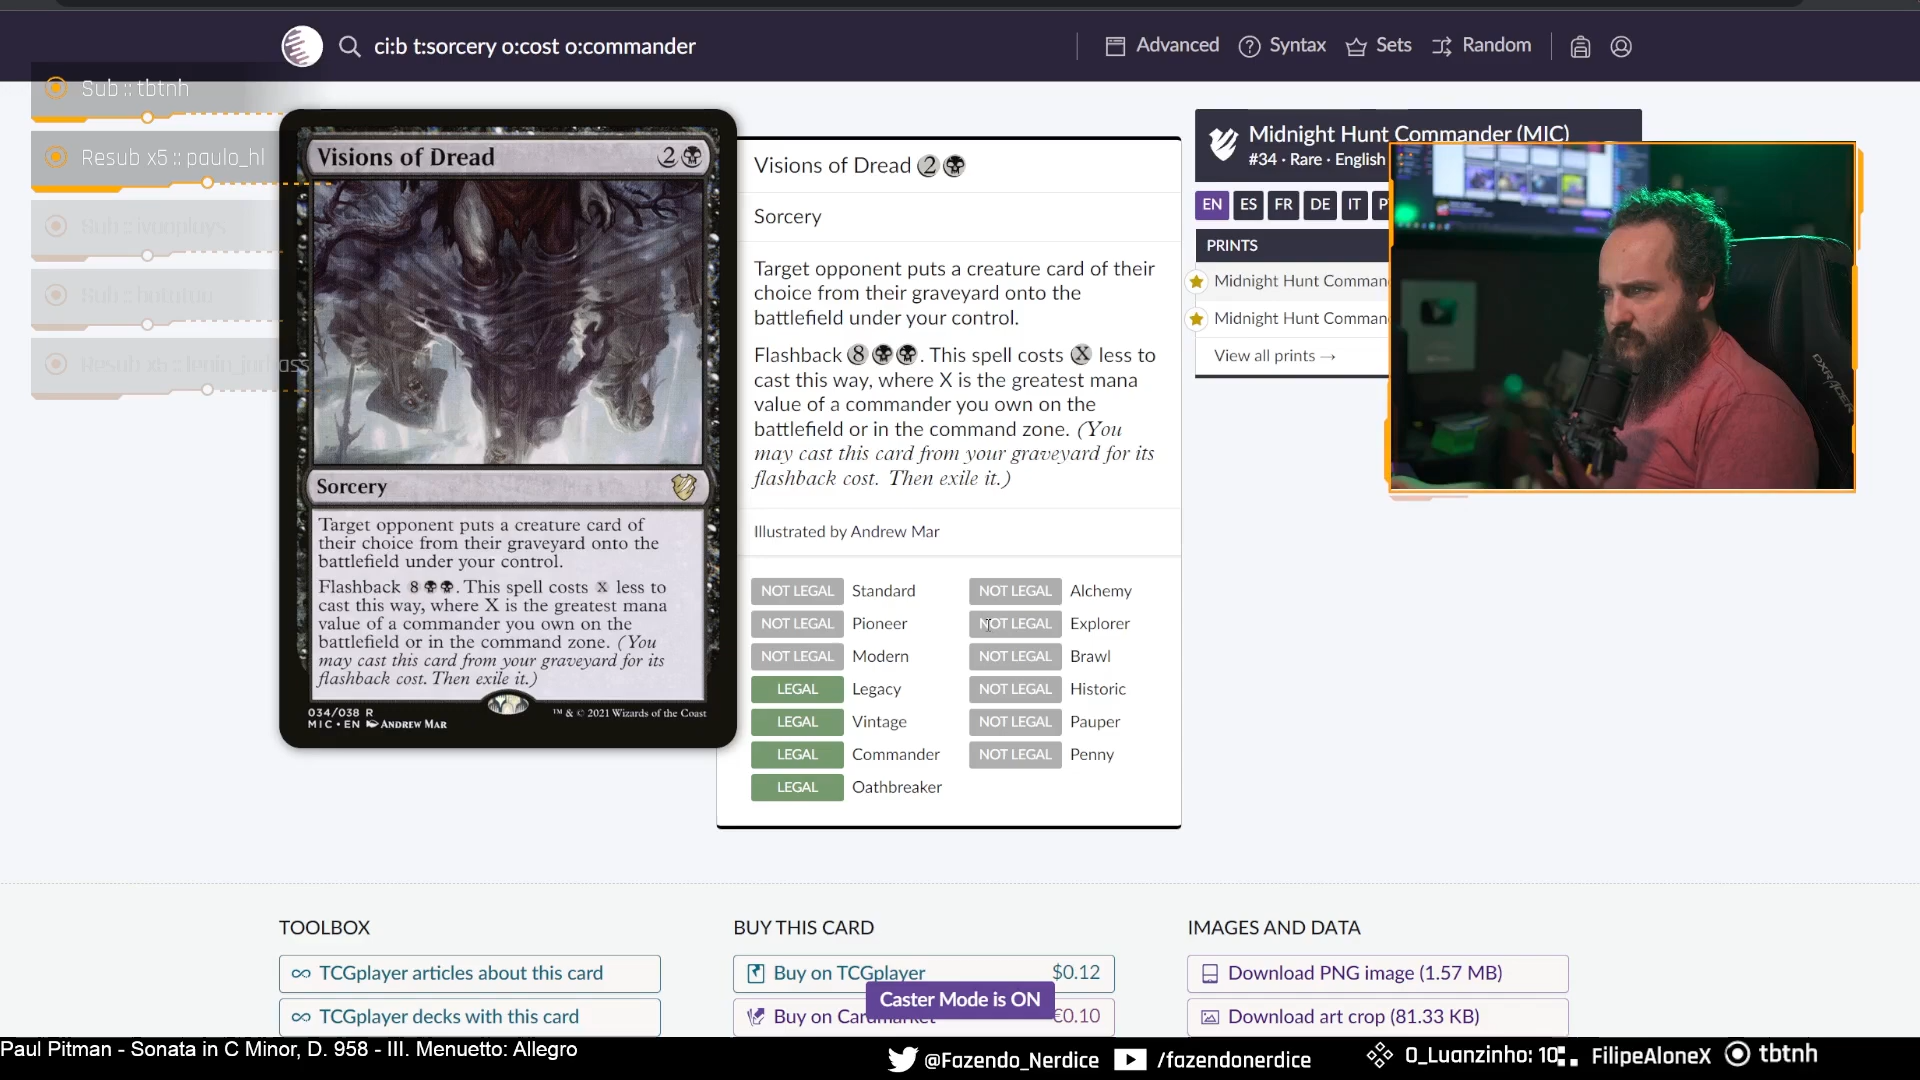 ci:b t:sorcery o:cost o:commander
Advanced
Syntax
Sets
Random
Sub :: tbtnh
Resub x5 :: paulo_hl
Visions of Dread 2
Sorcery
Target opponent puts a creature card of
their choice from their graveyard onto the
battlefield under your control.
Flashback 8. This spell costs X less to
cast this way, where X is the greatest mana
value of a commander you own on the
battlefield or in the command zone. (You
may cast this card from your graveyard for its
flashback cost. Then exile it.)
034/038 R
MIC • EN Andrew Mar
™ & © 2021 Wizards of the Coast
Visions of Dread 2
Sorcery
Target opponent puts a creature card of their
choice from their graveyard onto the
battlefield under your control.
Flashback 8. This spell costs X less to
cast this way, where X is the greatest mana
value of a commander you own on the
battlefield or in the command zone. (You
may cast this card from your graveyard for its
flashback cost. Then exile it.)
Illustrated by Andrew Mar
NOT LEGAL Standard NOT LEGAL Alchemy
NOT LEGAL Pioneer NOT LEGAL Explorer
NOT LEGAL Modern NOT LEGAL Brawl
LEGAL Legacy NOT LEGAL Historic
LEGAL Vintage NOT LEGAL Pauper
LEGAL Commander NOT LEGAL Penny
LEGAL Oathbreaker
Midnight Hunt Commander (MIC)
#34 · Rare · English
EN ES FR DE IT
PRINTS
Midnight Hunt Comman
Midnight Hunt Comman
View all prints →
DXRACER
TOOLBOX
TCGplayer articles about this card
TCGplayer decks with this card
BUY THIS CARD
Buy on TCGplayer $0.12
Buy on Cardmarket €0.10
Caster Mode is ON
IMAGES AND DATA
Download PNG image (1.57 MB)
Download art crop (81.33 KB)
Paul Pitman - Sonata in C Minor, D. 958 - III. Menuetto: Allegro
@Fazendo_Nerdice
/fazendonerdice
O_Luanzinho: 10
FilipeAloneX
tbtnh